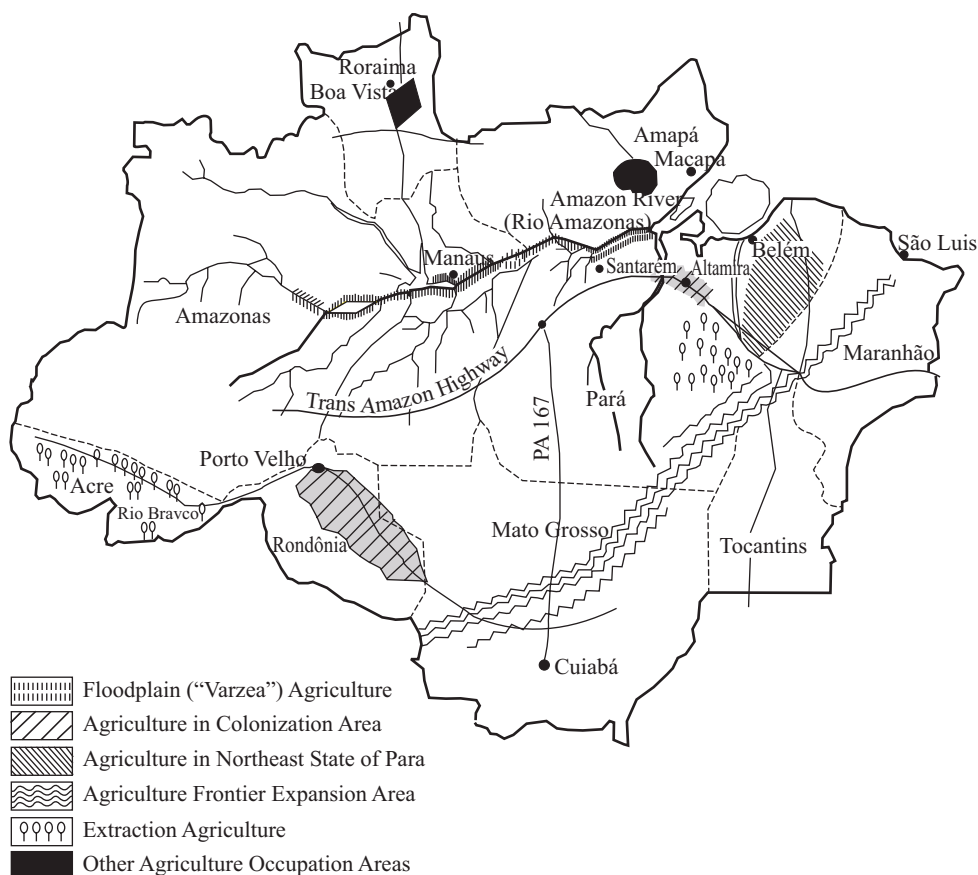 Roraima
Boa Vista
Amapá
Macapa
Amazon River
(Rio Amazonas)
Manaus
Santarém
Altamira
Belém
São Luis
Amazonas
Trans Amazon Highway
PA 167
Pará
Maranhão
Porto Velho
Acre
Rio Bravco
Rondônia
Mato Grosso
Tocantins
Cuiabá
Floodplain (“Varzea”) Agriculture
Agriculture in Colonization Area
Agriculture in Northeast State of Para
Agriculture Frontier Expansion Area
Extraction Agriculture
Other Agriculture Occupation Areas